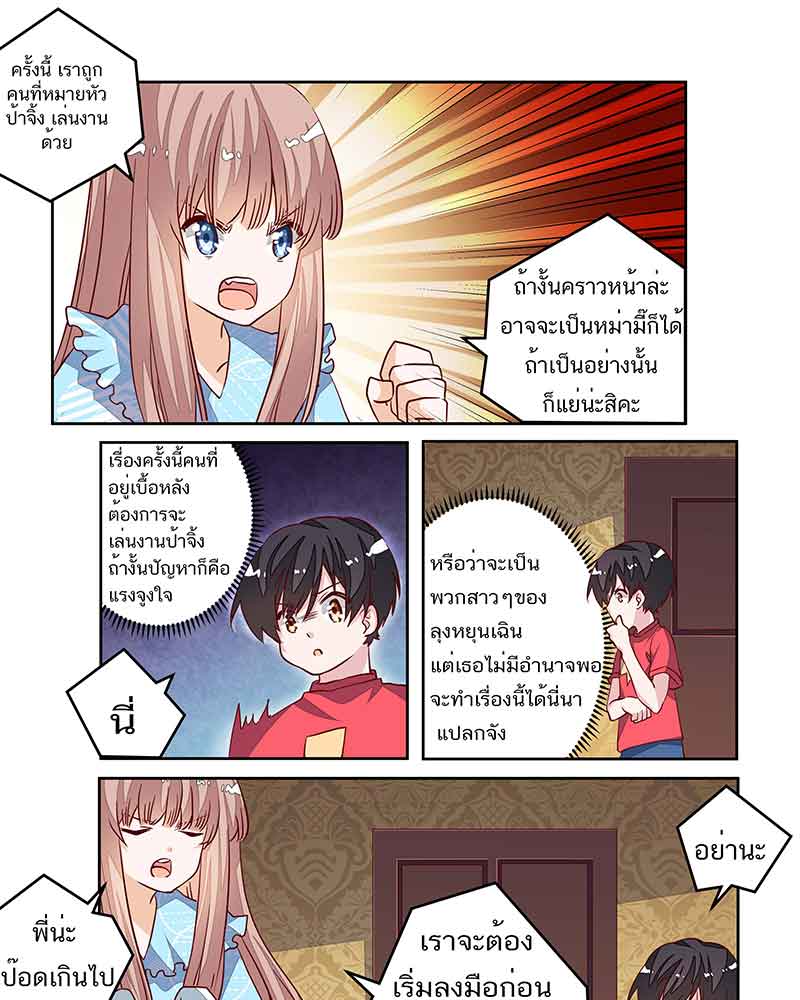 ครั้งนี้ เราถูก
คนที่หมายหัว
ป้าจิ้ง เล่นงาน
ด้วย
ถ้างั้นคราวหน้าล่ะ
อาจจะเป็นหม่ามี๊ก็ได้
ถ้าเป็นอย่างนั้น
ก็แย่น่ะสิคะ
เรื่องครั้งนี้คนที่
อยู่เบื้อหลัง
ต้องการจะ
เล่นงานป้าจิ้ง
ถ้างั้นปัญหาก็คือ
แรงจูงใจ
หรือว่าจะเป็น
พวกสาวๆของ
ลุงหยุนเฉิน
แต่เธอไม่มีอำนาจพอ
จะทำเรื่องนี้ได้นี่นา
แปลกจัง
นี่
อย่านะ
พี่น่ะ
ป๊อดเกินไป
เราจะต้อง
เริ่มลงมือก่อน